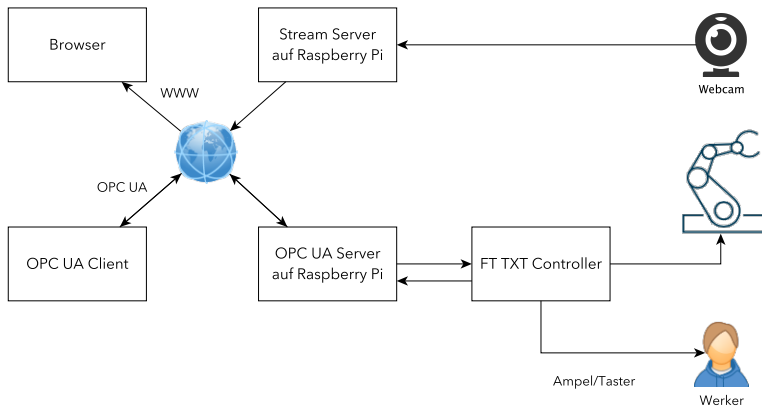 Browser
Stream Server
auf Raspberry Pi
Webcam
WWW
OPC UA
OPC UA Client
OPC UA Server
auf Raspberry Pi
FT TXT Controller
Ampel/Taster
Werker